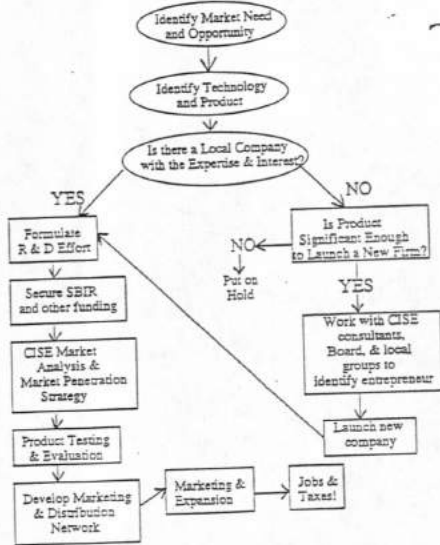 Identify Market Need
and Opportunity
Identify Technology
and Product
Is there a Local Company
with the Expertise & Interest?
YES
NO
Formulate
R & D Effort
Is Product
Significant Enough
to Launch a New Firm?
NO
Put on
Hold
YES
Secure SBIR
and other funding
Work with CISE
consultants,
Board, & local
groups to
Identify entrepreneur
CISE Market
Analysis &
Market Penetration
Strategy
Launch new
company
Product Testing
& Evaluation
Develop Marketing
& Distribution
Network
Marketing &
Expansion
Jobs &
Taxes!